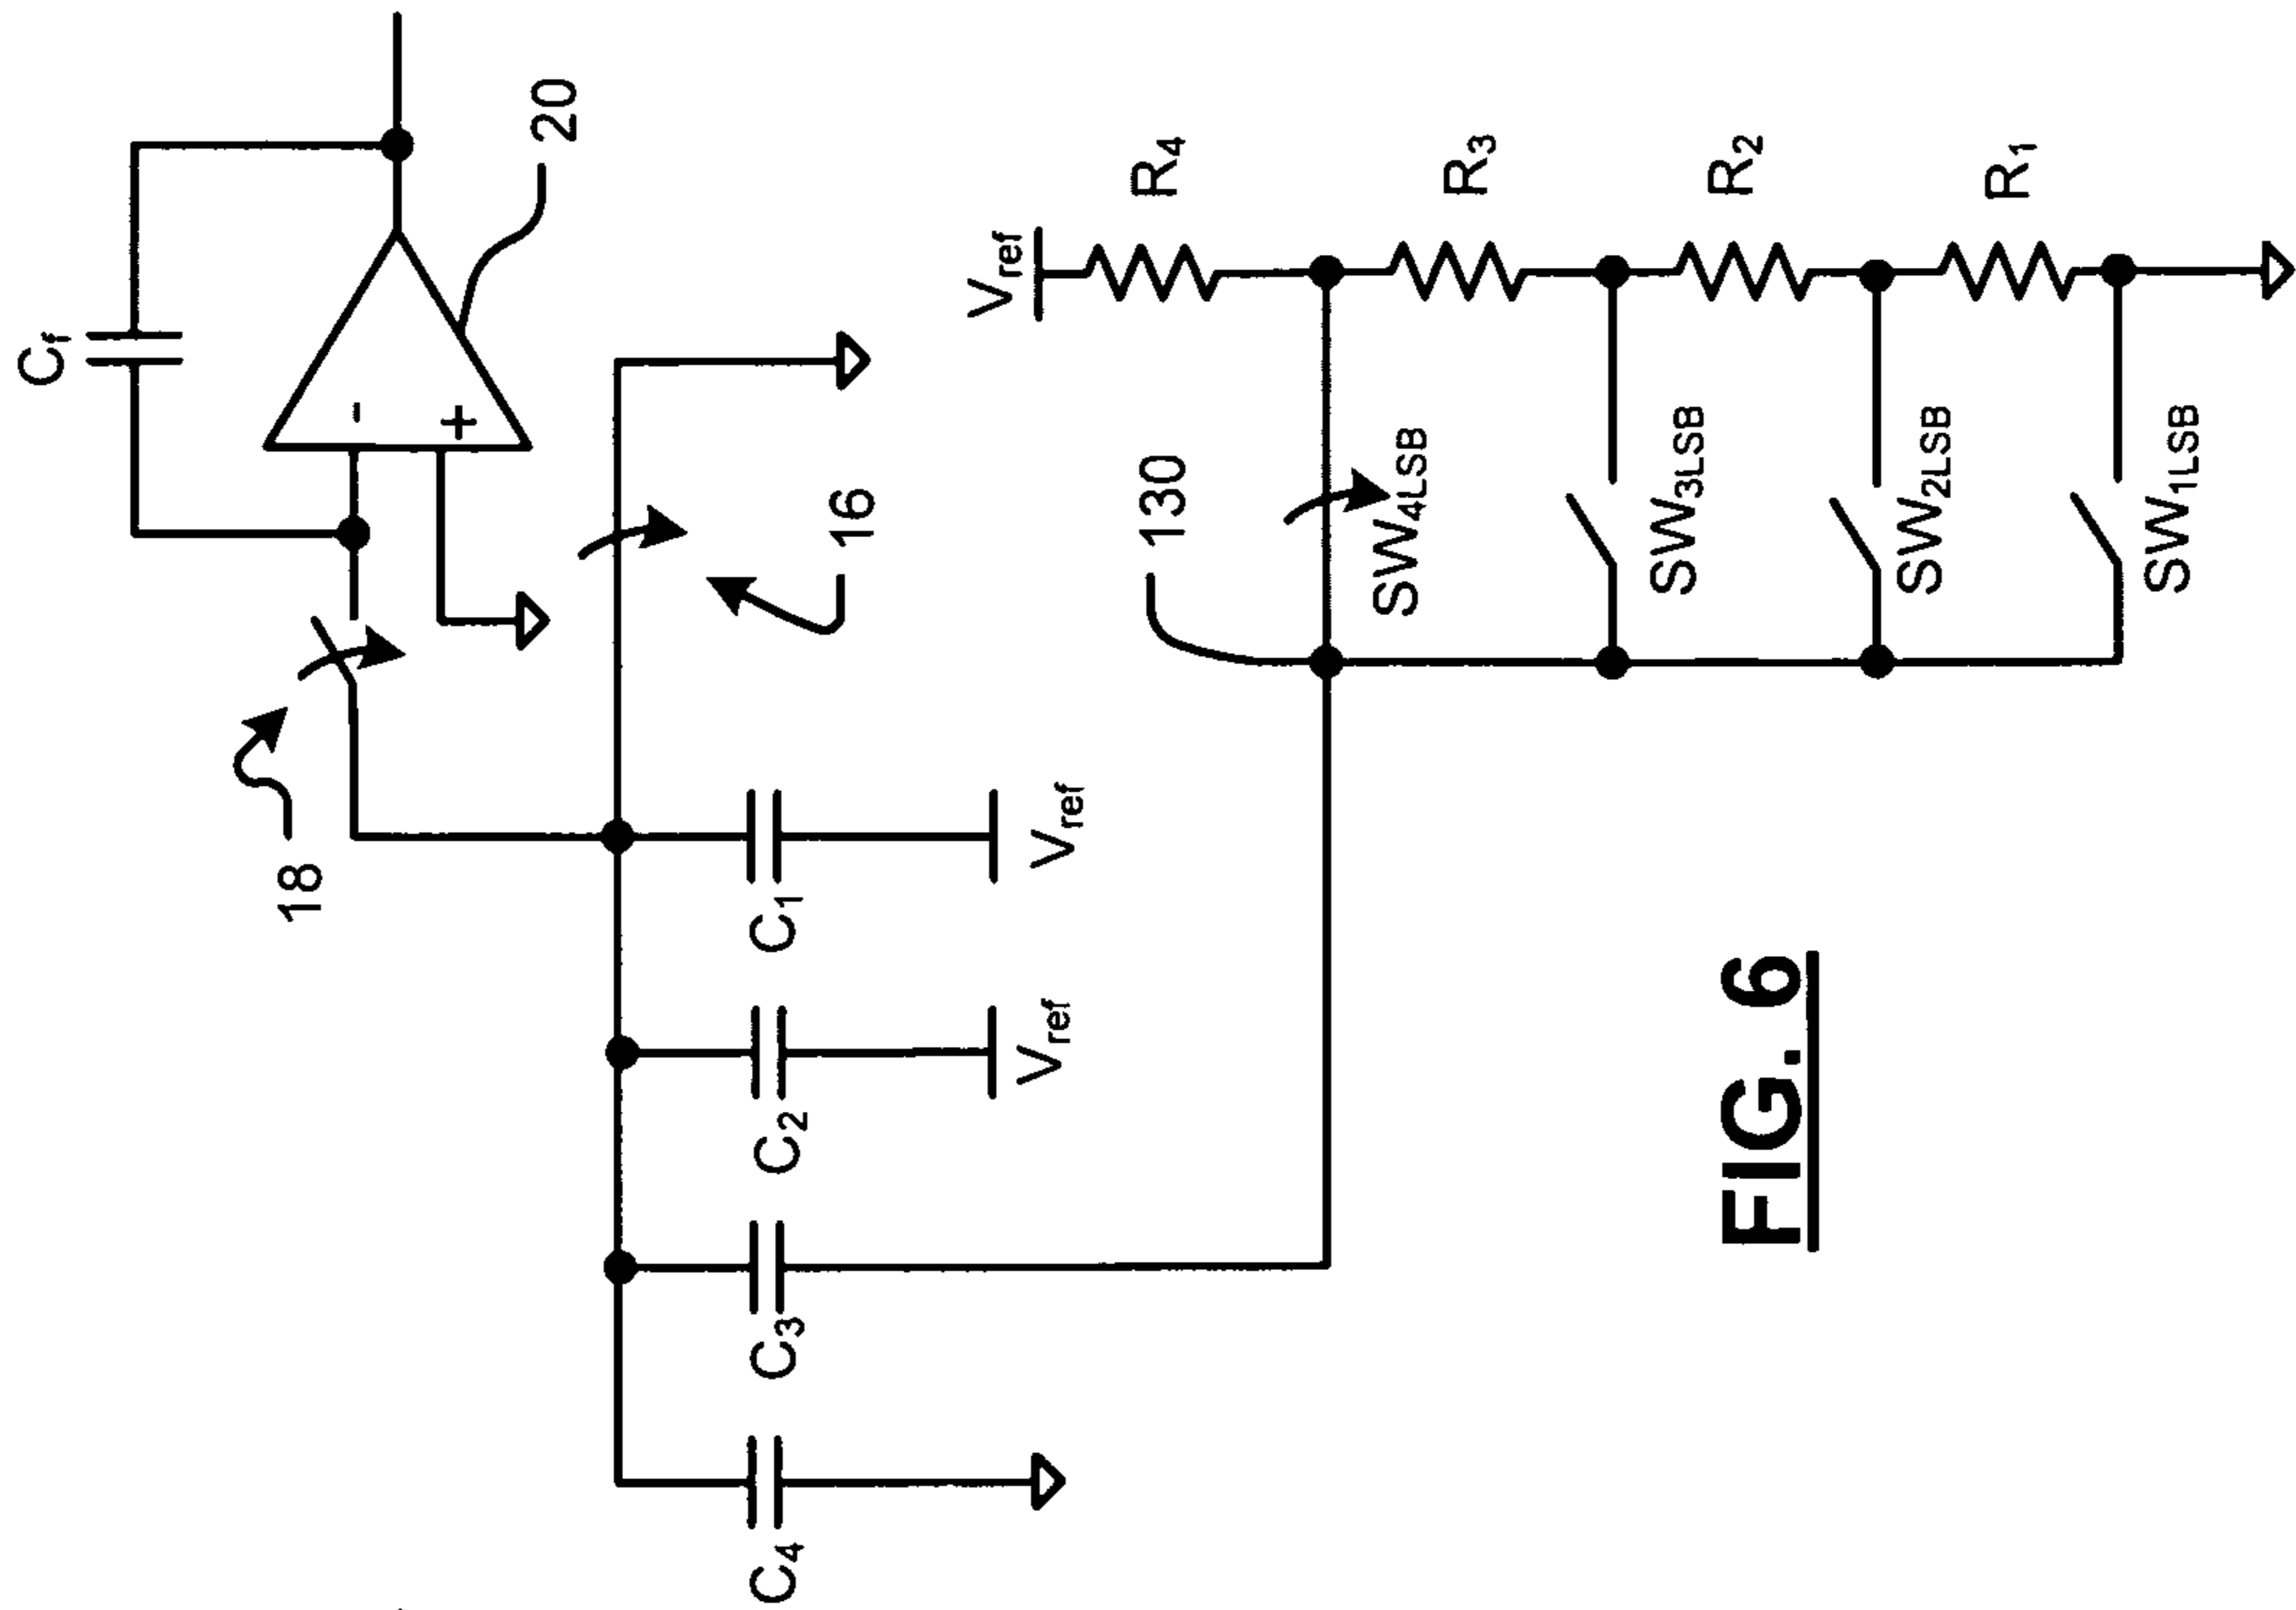 Cf
-
+
20
18
16
C1
Vref
C2
Vref
C3
C4
Vref
R4
R3
R2
R1
130
SW4LSB
SW3LSB
SW2LSB
SW1LSB
FIG. 6